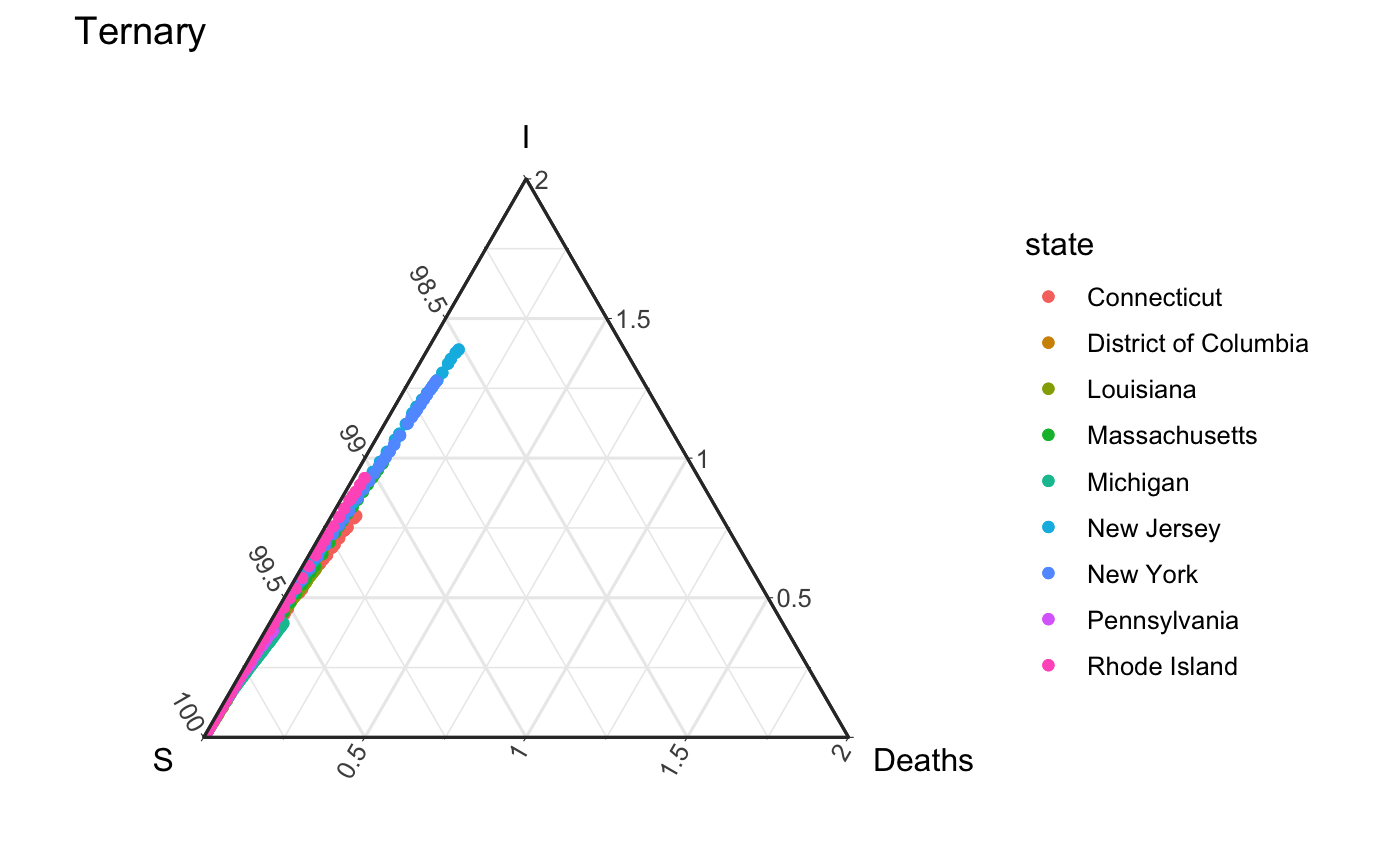 Ternary
I
2
98.5
1.5
99
1
99.5
0.5
100
S
0.5
1
1.5
2
Deaths
state
Connecticut
District of Columbia
Louisiana
Massachusetts
Michigan
New Jersey
New York
Pennsylvania
Rhode Island